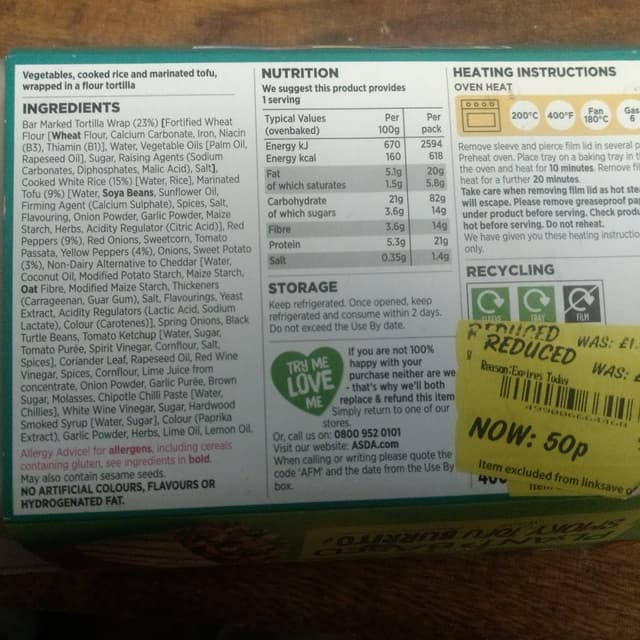 Vegetables, cooked rice and marinated tofu,
wrapped in a flour tortilla
INGREDIENTS
Bar Marked Tortilla Wrap (23%) [Fortified Wheat
Flour [Wheat Flour, Calcium Carbonate, Iron, Niacin
(B3), Thiamin (B1)], Water, Vegetable Oils [Palm Oil,
Rapeseed Oil], Sugar, Raising Agents (Sodium
Carbonates, Diphosphates, Malic Acid), Salt],
Cooked White Rice (15%) [Water, Rice], Marinated
Tofu (9%) [Water, Soya Beans, Sunflower Oil,
Firming Agent (Calcium Sulphate), Spices, Salt,
Flavouring, Onion Powder, Garlic Powder, Maize
Starch, Herbs, Acidity Regulator (Citric Acid)], Red
Peppers (9%), Red Onions, Sweetcorn, Tomato
Passata, Yellow Peppers (4%), Onions, Sweet Potato
(3%), Non-Dairy Alternative to Cheddar [Water,
Coconut Oil, Modified Potato Starch, Maize Starch,
Oat Fibre, Modified Maize Starch, Thickeners
(Carrageenan, Guar Gum), Salt, Flavourings, Yeast
Extract, Acidity Regulators (Lactic Acid, Sodium
Lactate), Colour (Carotenes)], Spring Onions, Black
Turtle Beans, Tomato Ketchup [Water, Sugar,
Tomato Purée, Spirit Vinegar, Cornflour, Salt,
Spices], Coriander Leaf, Rapeseed Oil, Red Wine
Vinegar, Spices, Cornflour, Lime Juice from
concentrate, Onion Powder, Garlic Purée, Brown
Sugar, Molasses, Chipotle Chilli Paste [Water,
Chillies], White Wine Vinegar, Sugar, Hardwood
Smoked Syrup [Water, Sugar], Colour (Paprika
Extract), Garlic Powder, Herbs, Lime Oil, Lemon Oil.
Allergy Advice! for allergens, including cereals
containing gluten, see ingredients in bold.
May also contain sesame seeds.
NO ARTIFICIAL COLOURS, FLAVOURS OR
HYDROGENATED FAT.
NUTRITION
We suggest this product provides
1 serving
Typical Values (ovenbaked) Per 100g Per pack
Energy kJ 670 2594
Energy kcal 160 618
Fat 5.1g 20g
of which saturates 1.5g 5.8g
Carbohydrate 21g 82g
of which sugars 3.6g 14g
Fibre 3.6g 14g
Protein 5.3g 21g
Salt 0.35g 1.4g
STORAGE
Keep refrigerated. Once opened, keep
refrigerated and consume within 2 days.
Do not exceed the Use By date.
TRY ME
LOVE
ME
If you are not 100%
happy with your
purchase neither are we
- that's why we'll both
replace & refund this item
Simply return to one of our
stores.
Or, call us on: 0800 952 0101
Visit our website: ASDA.com
When calling or writing please quote the
code 'AFM' and the date from the Use By
box.
HEATING INSTRUCTIONS
OVEN HEAT
200°C 400°F Fan 180°C Gas 6
Remove sleeve and pierce film lid in several p
Preheat oven. Place tray on a baking tray in t
the oven and heat for 10 minutes. Remove fil
heat for a further 20 minutes.
Take care when removing film lid as hot ste
will escape. Please remove greaseproof pap
under product before serving. Check produ
hot before serving. Do not reheat.
We have given you these heating instructio
only.
RECYCLING
SLEEVE TRAY FILM
REDUCED WAS: £1.
REDUCED WAS: £
Reason:Expires Today
NOW: 50p
Item excluded from linksave o
PLANT BASED
SMOKY TOFU BURRITO